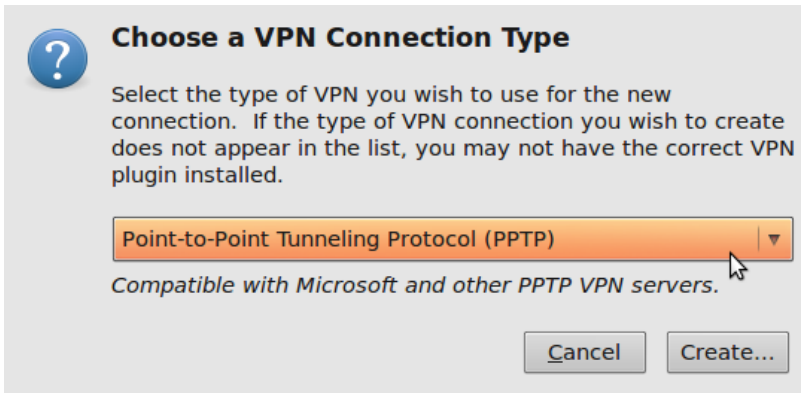 Choose a VPN Connection Type
Select the type of VPN you wish to use for the new
connection.  If the type of VPN connection you wish to create
does not appear in the list, you may not have the correct VPN
plugin installed.
Point-to-Point Tunneling Protocol (PPTP)
Compatible with Microsoft and other PPTP VPN servers.
Cancel
Create...